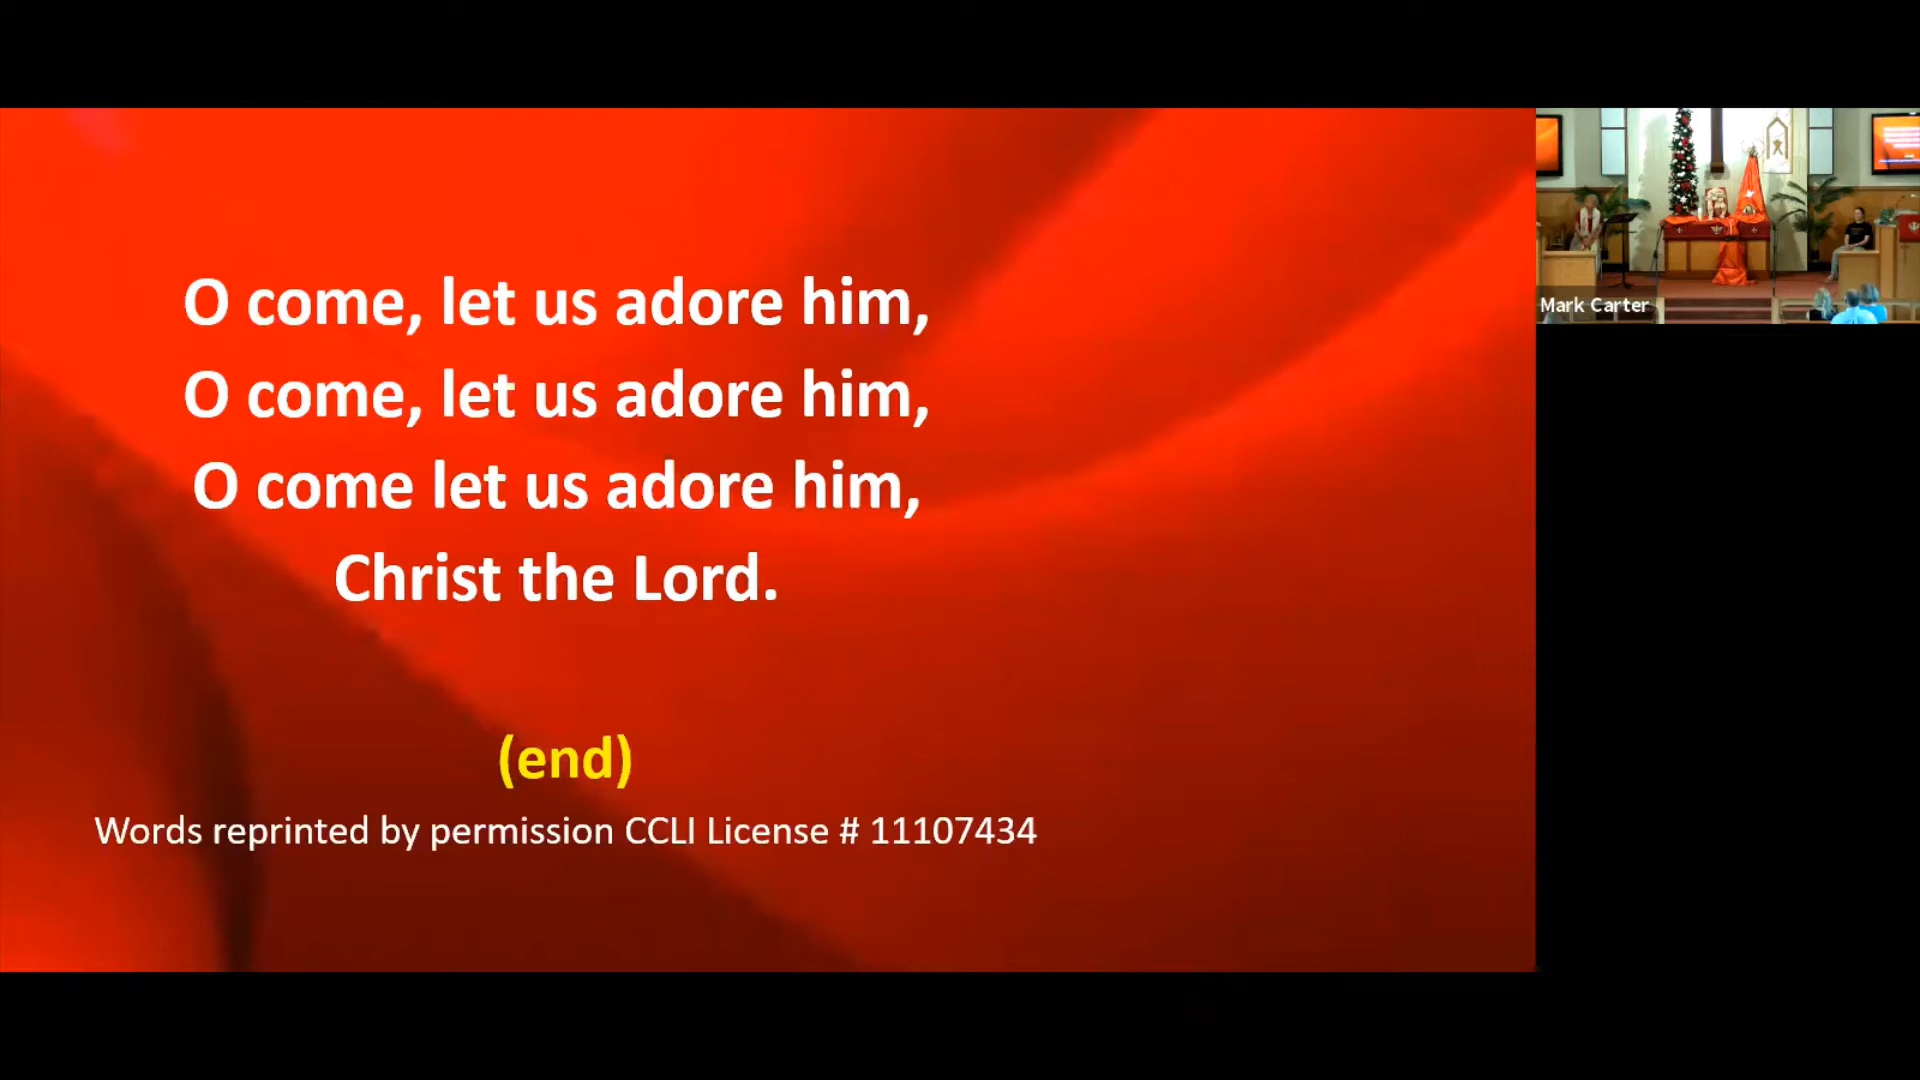 O come, let us adore him,
O come, let us adore him,
O come let us adore him,
Christ the Lord.
(end)
Words reprinted by permission CCLI License # 11107434
Mark Carter